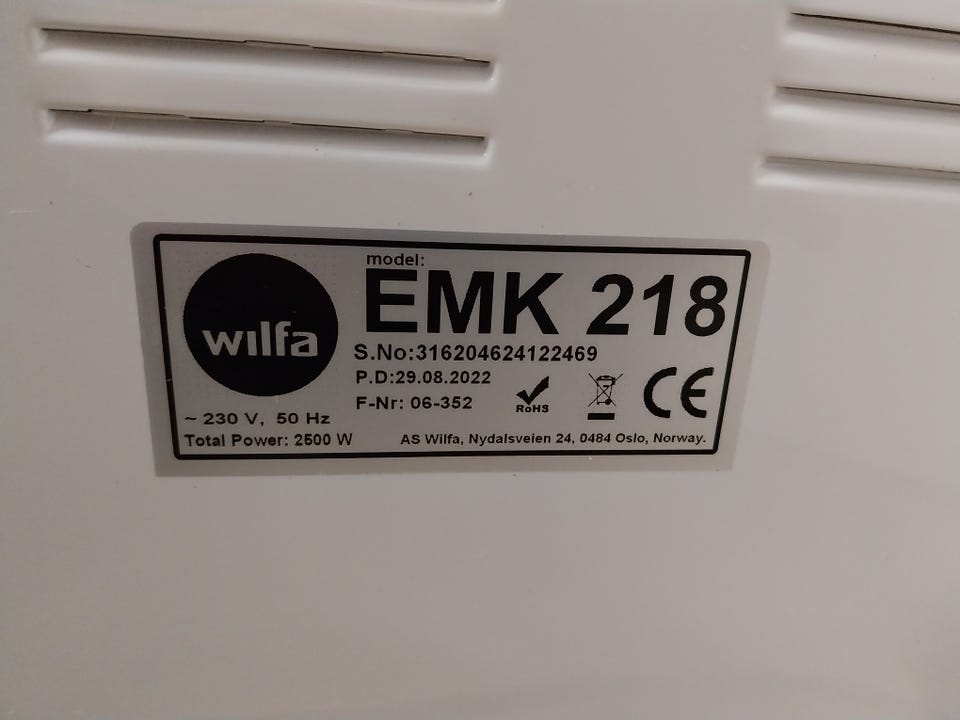 wilfa
model:
EMK 218
S.No:316204624122469
P.D:29.08.2022
F-Nr: 06-352
RoHS
CE
~ 230 V, 50 Hz
Total Power: 2500 W
AS Wilfa, Nydalsveien 24, 0484 Oslo, Norway.